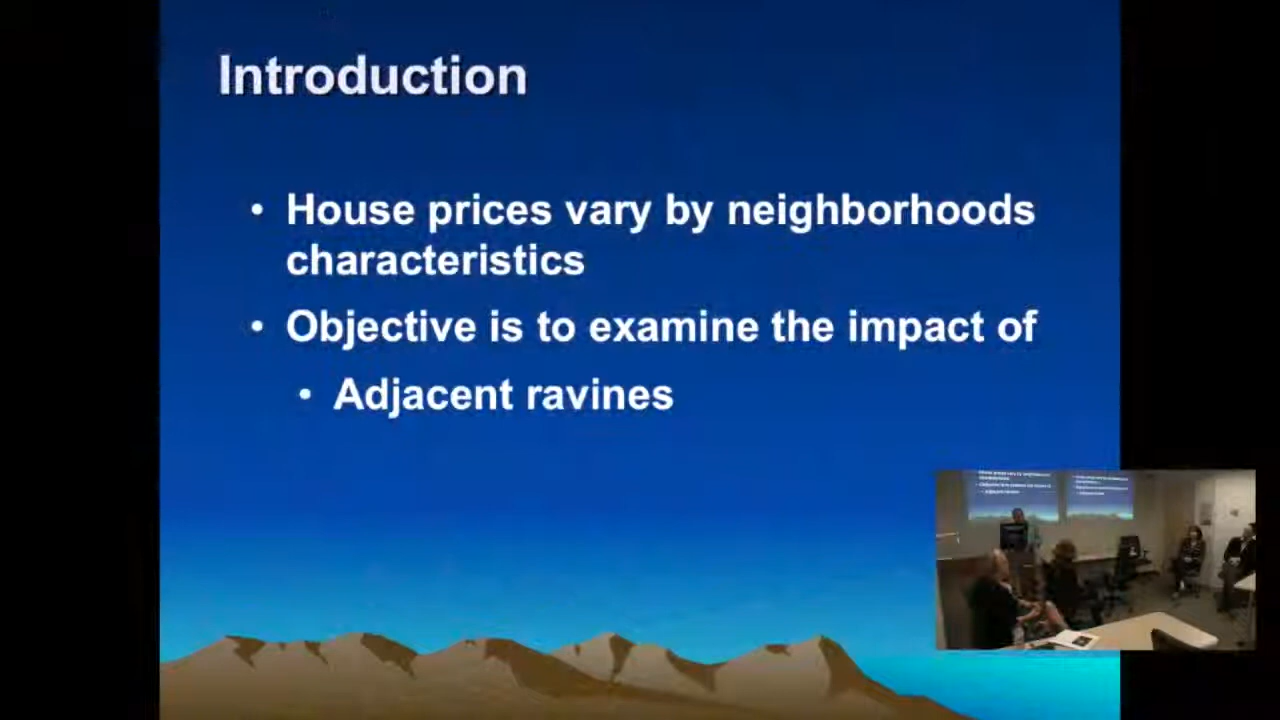 Introduction
• House prices vary by neighborhoods
characteristics
• Objective is to examine the impact of
• Adjacent ravines